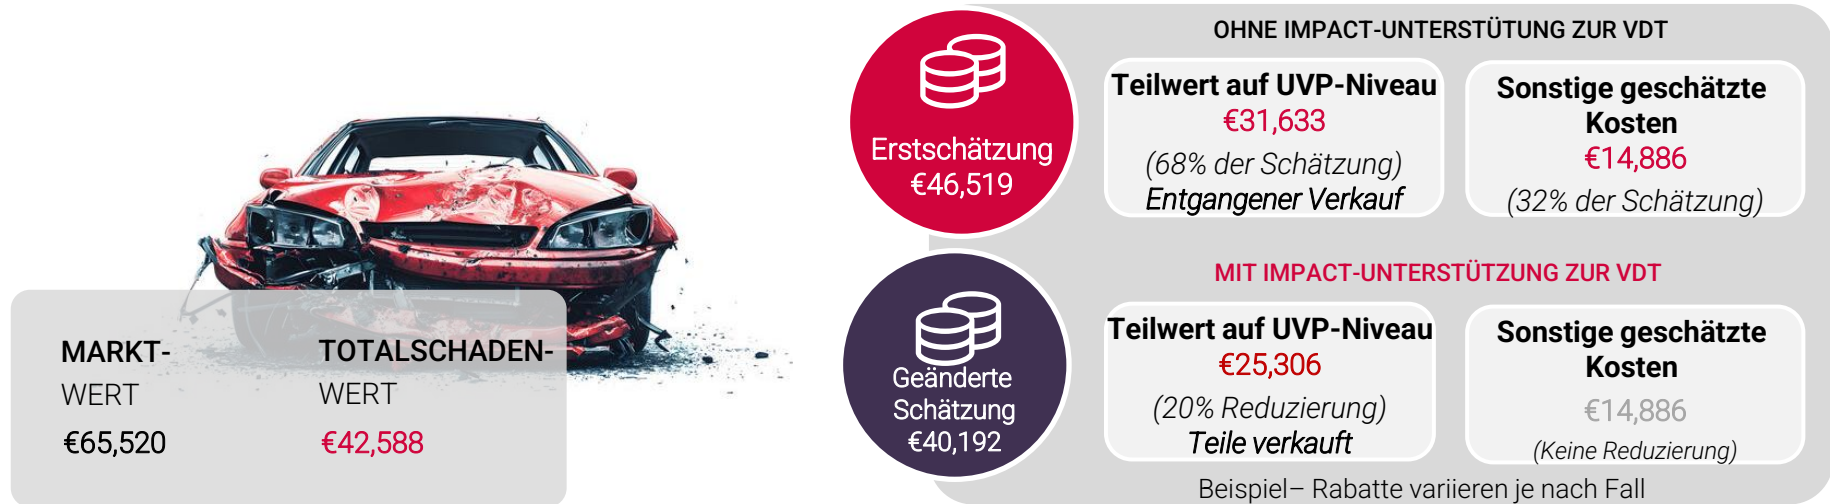 MARKT-
WERT
€65,520
TOTALSCHADEN-
WERT
€42,588
Erstschätzung
€46,519
OHNE IMPACT-UNTERSTÜTUNG ZUR VDT
Teilwert auf UVP-Niveau
€31,633
(68% der Schätzung)
Entgangener Verkauf
Sonstige geschätzte
Kosten
€14,886
(32% der Schätzung)
Geänderte
Schätzung
€40,192
MIT IMPACT-UNTERSTÜTZUNG ZUR VDT
Teilwert auf UVP-Niveau
€25,306
(20% Reduzierung)
Teile verkauft
Sonstige geschätzte
Kosten
€14,886
(Keine Reduzierung)
Beispiel– Rabatte variieren je nach Fall